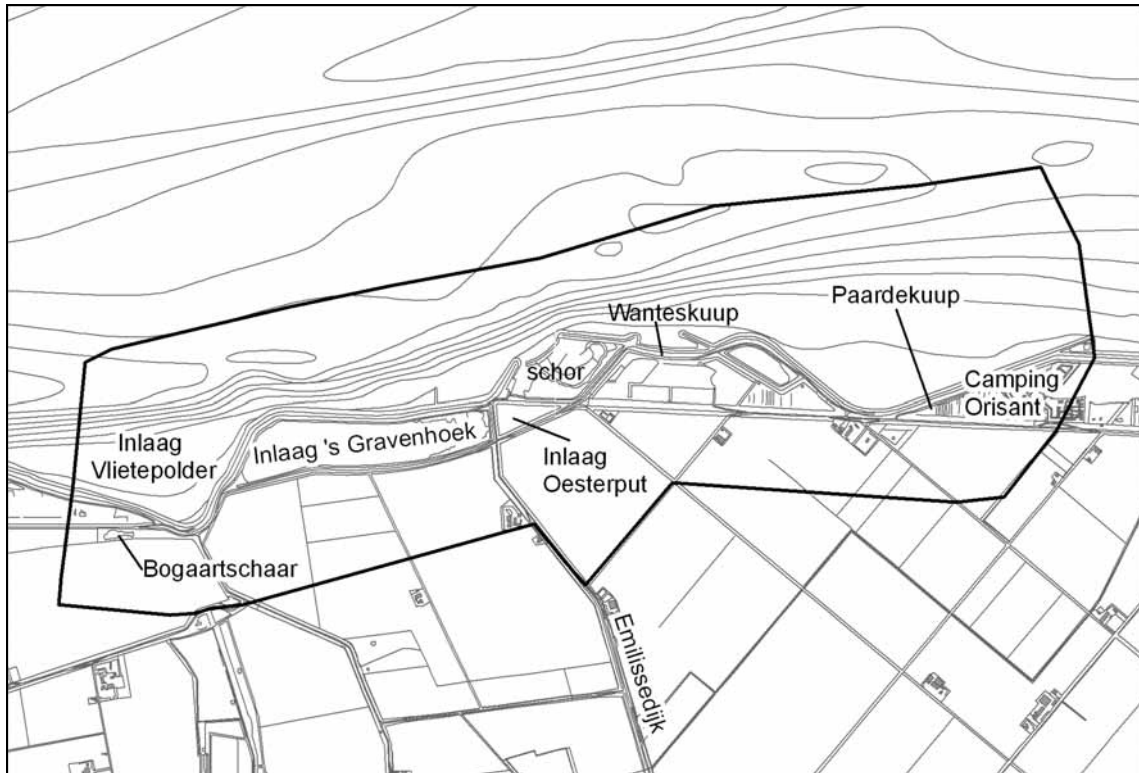 Paardekuup
Wanteskuup
schor
Camping
Orisant
Inlaag
Vlietepolder
Inlaag 's Gravenhoek
Inlaag
Oesterput
Bogaartschaar
Emilissedijk